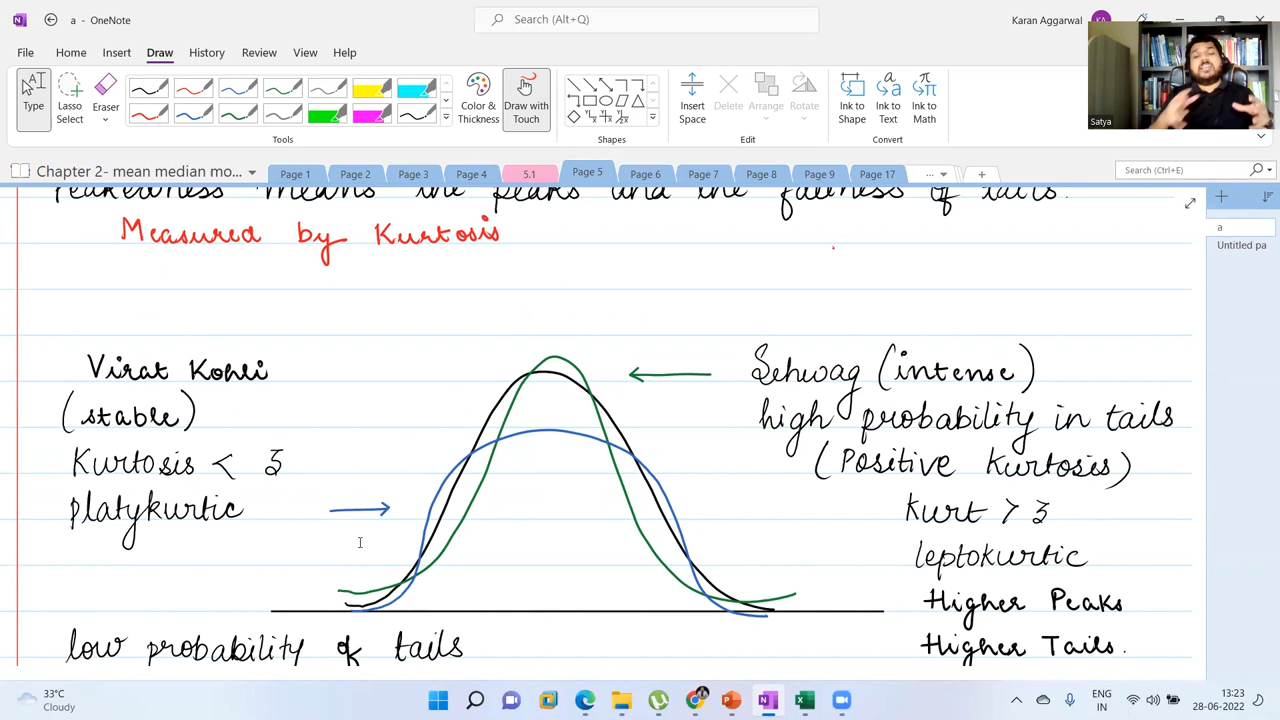 a - OneNote
Search (Alt+Q)
Karan Aggarwal
KA
File Home Insert Draw History Review View Help
Type
Lasso Select
Eraser
Color & Thickness
Draw with Touch
Insert Space
Delete
Arrange
Rotate
Ink to Shape
Ink to Text
Ink to Math
Tools
Shapes
Edit
Convert
Satya
Chapter 2- mean median mo...
Page 1
Page 2
Page 3
Page 4
5.1
Page 5
Page 6
Page 7
Page 8
Page 9
Page 17
...
Search (Ctrl+E)
a
Untitled pa
Peakedness means the peaks and the fatness of tails.
Measured by Kurtosis
Virat Kohli
(stable)
Kurtosis < 3
platykurtic
low probability of tails
Sehwag (intense)
high probability in tails
(Positive Kurtosis)
kurt > 3
leptokurtic
Higher Peaks
Higher Tails.
33°C
Cloudy
ENG
IN
13:23
28-06-2022